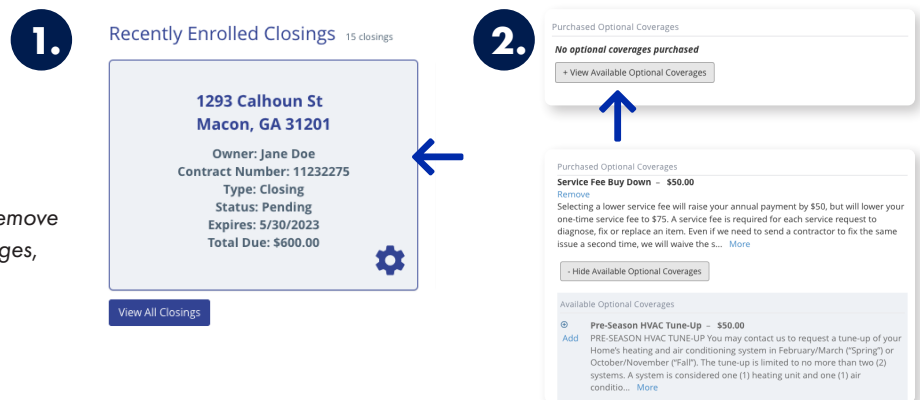 1.
Recently Enrolled Closings 15 closings
1293 Calhoun St
Macon, GA 31201
Owner: Jane Doe
Contract Number: 11232275
Type: Closing
Status: Pending
Expires: 5/30/2023
Total Due: $600.00
View All Closings
emove
ges,
2.
Purchased Optional Coverages
No optional coverages purchased
+ View Available Optional Coverages
Purchased Optional Coverages
Service Fee Buy Down – $50.00
Remove
Selecting a lower service fee will raise your annual payment by $50, but will lower your
one-time service fee to $75. A service fee is required for each service request to
diagnose, fix or replace an item. Even if we need to send a contractor to fix the same
issue a second time, we will waive the s... More
- Hide Available Optional Coverages
Available Optional Coverages
Pre-Season HVAC Tune-Up – $50.00
Add PRE-SEASON HVAC TUNE-UP You may contact us to request a tune-up of your
Home's heating and air conditioning system in February/March ("Spring") or
October/November ("Fall"). The tune-up is limited to no more than two (2)
systems. A system is considered one (1) heating unit and one (1) air
conditio... More